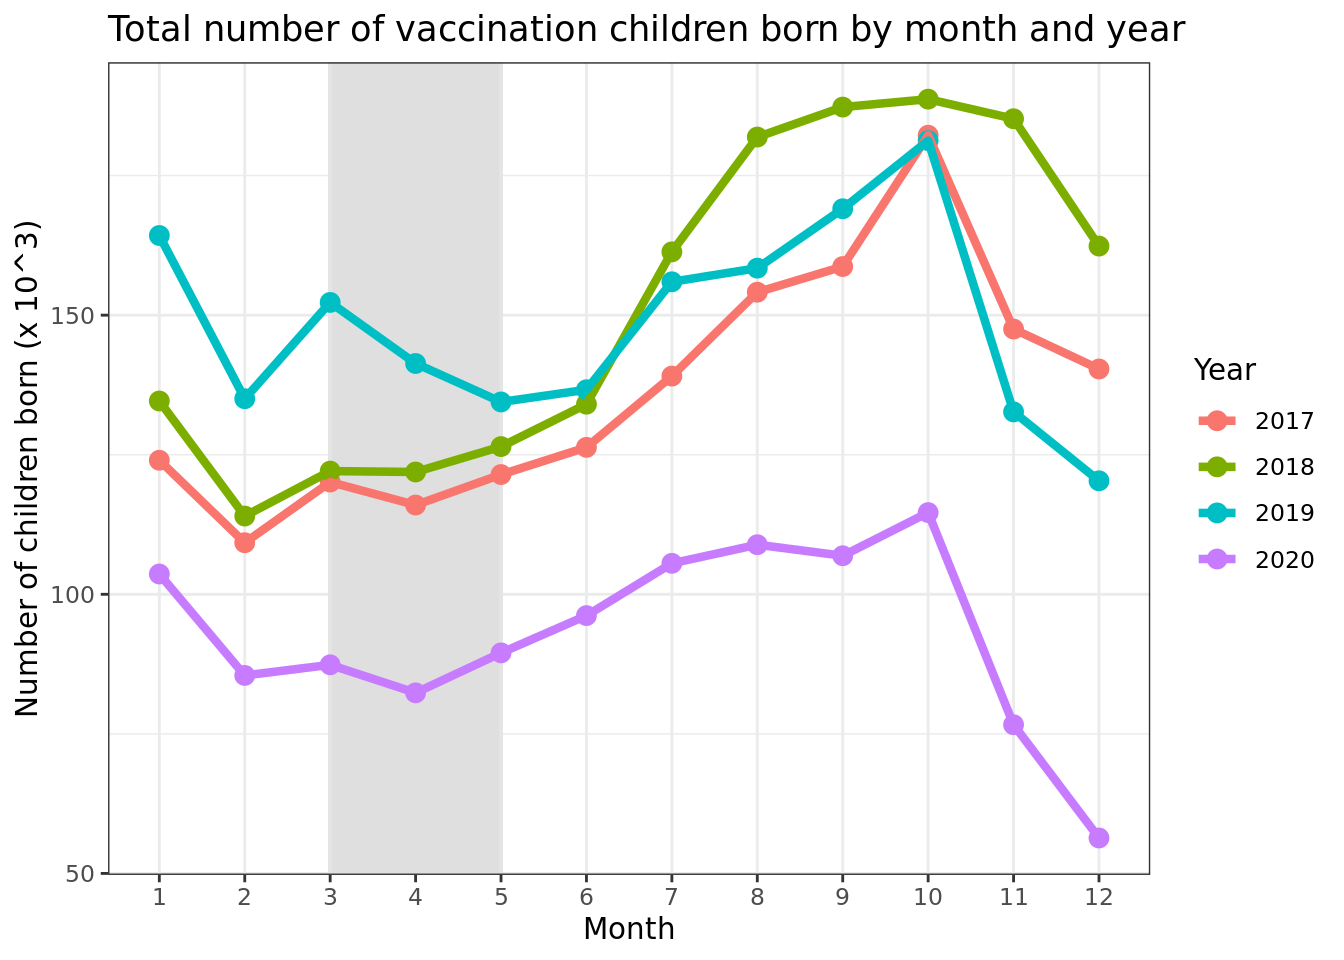 Total number of vaccination children born by month and year
Number of children born (x 10^3)
150
100
50
1 2 3 4 5 6 7 8 9 10 11 12
Month
Year
2017
2018
2019
2020